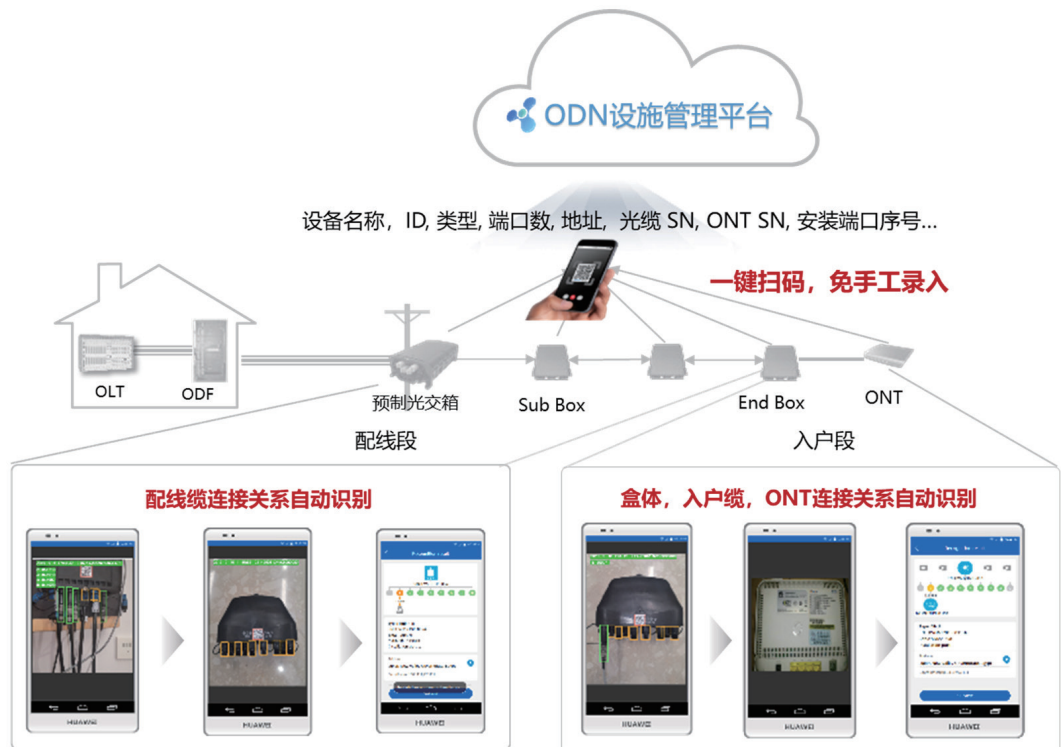 ODN设施管理平台
设备名称，ID, 类型, 端口数, 地址, 光缆 SN, ONT SN, 安装端口序号...
一键扫码，免手工录入
OLT
ODF
预制光交箱
Sub Box
End Box
ONT
配线段
入户段
配线缆连接关系自动识别
盒体，入户缆，ONT连接关系自动识别
HUAWEI
HUAWEI
HUAWEI
HUAWEI
HUAWEI
HUAWEI